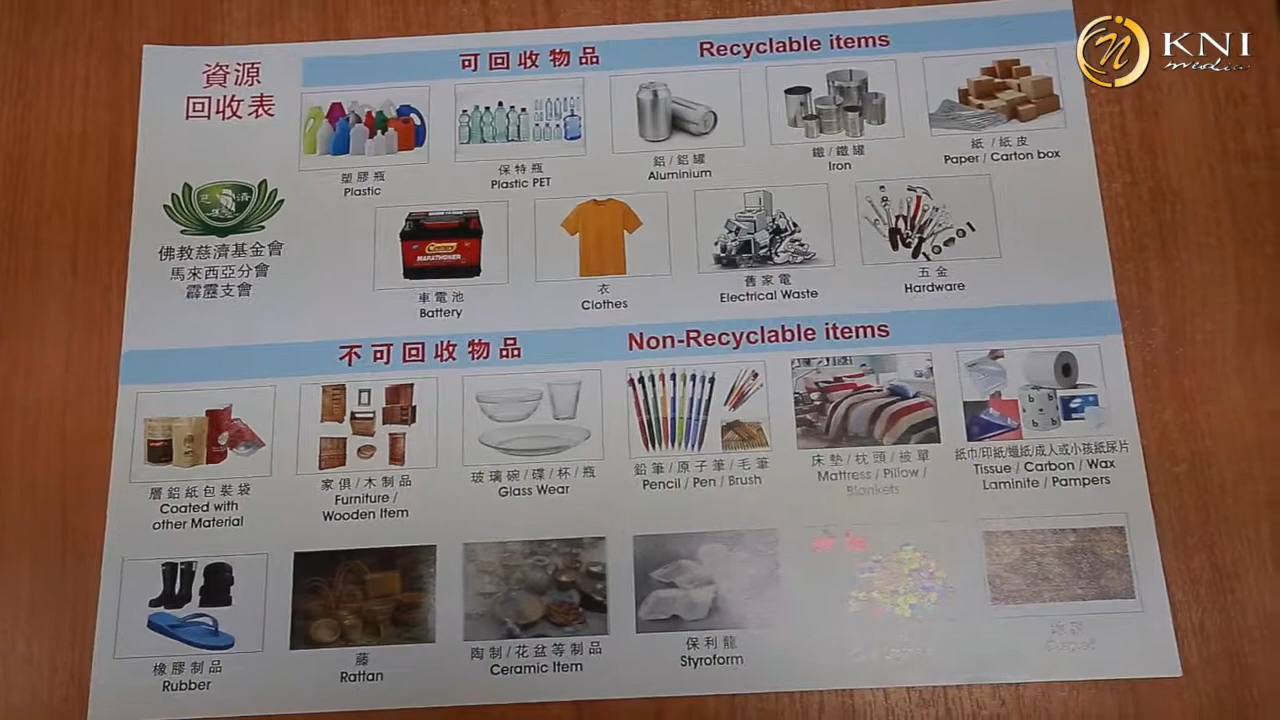 KNI
media
資源
回收表
可回收物品 Recyclable items
塑膠瓶
Plastic
保特瓶
Plastic PET
鋁/鋁罐
Aluminium
鐵/鐵罐
Iron
紙/紙皮
Paper / Carton box
佛教慈濟基金會
馬來西亞分會
霹靂支會
MARATHONER
車電池
Battery
衣
Clothes
舊家電
Electrical Waste
五金
Hardware
不可回收物品 Non-Recyclable items
層鋁紙包裝袋
Coated with
other Material
家俱/木制品
Furniture /
Wooden Item
玻璃碗/碟/杯/瓶
Glass Wear
鉛筆/原子筆/毛筆
Pencil / Pen / Brush
床墊/枕頭/被單
Mattress / Pillow /
Blankets
紙巾/印紙/蠟紙/成人或小孩紙尿片
Tissue / Carbon / Wax
Laminite / Pampers
橡膠制品
Rubber
藤
Rattan
陶制/花盆等制品
Ceramic Item
保利龍
Styroform